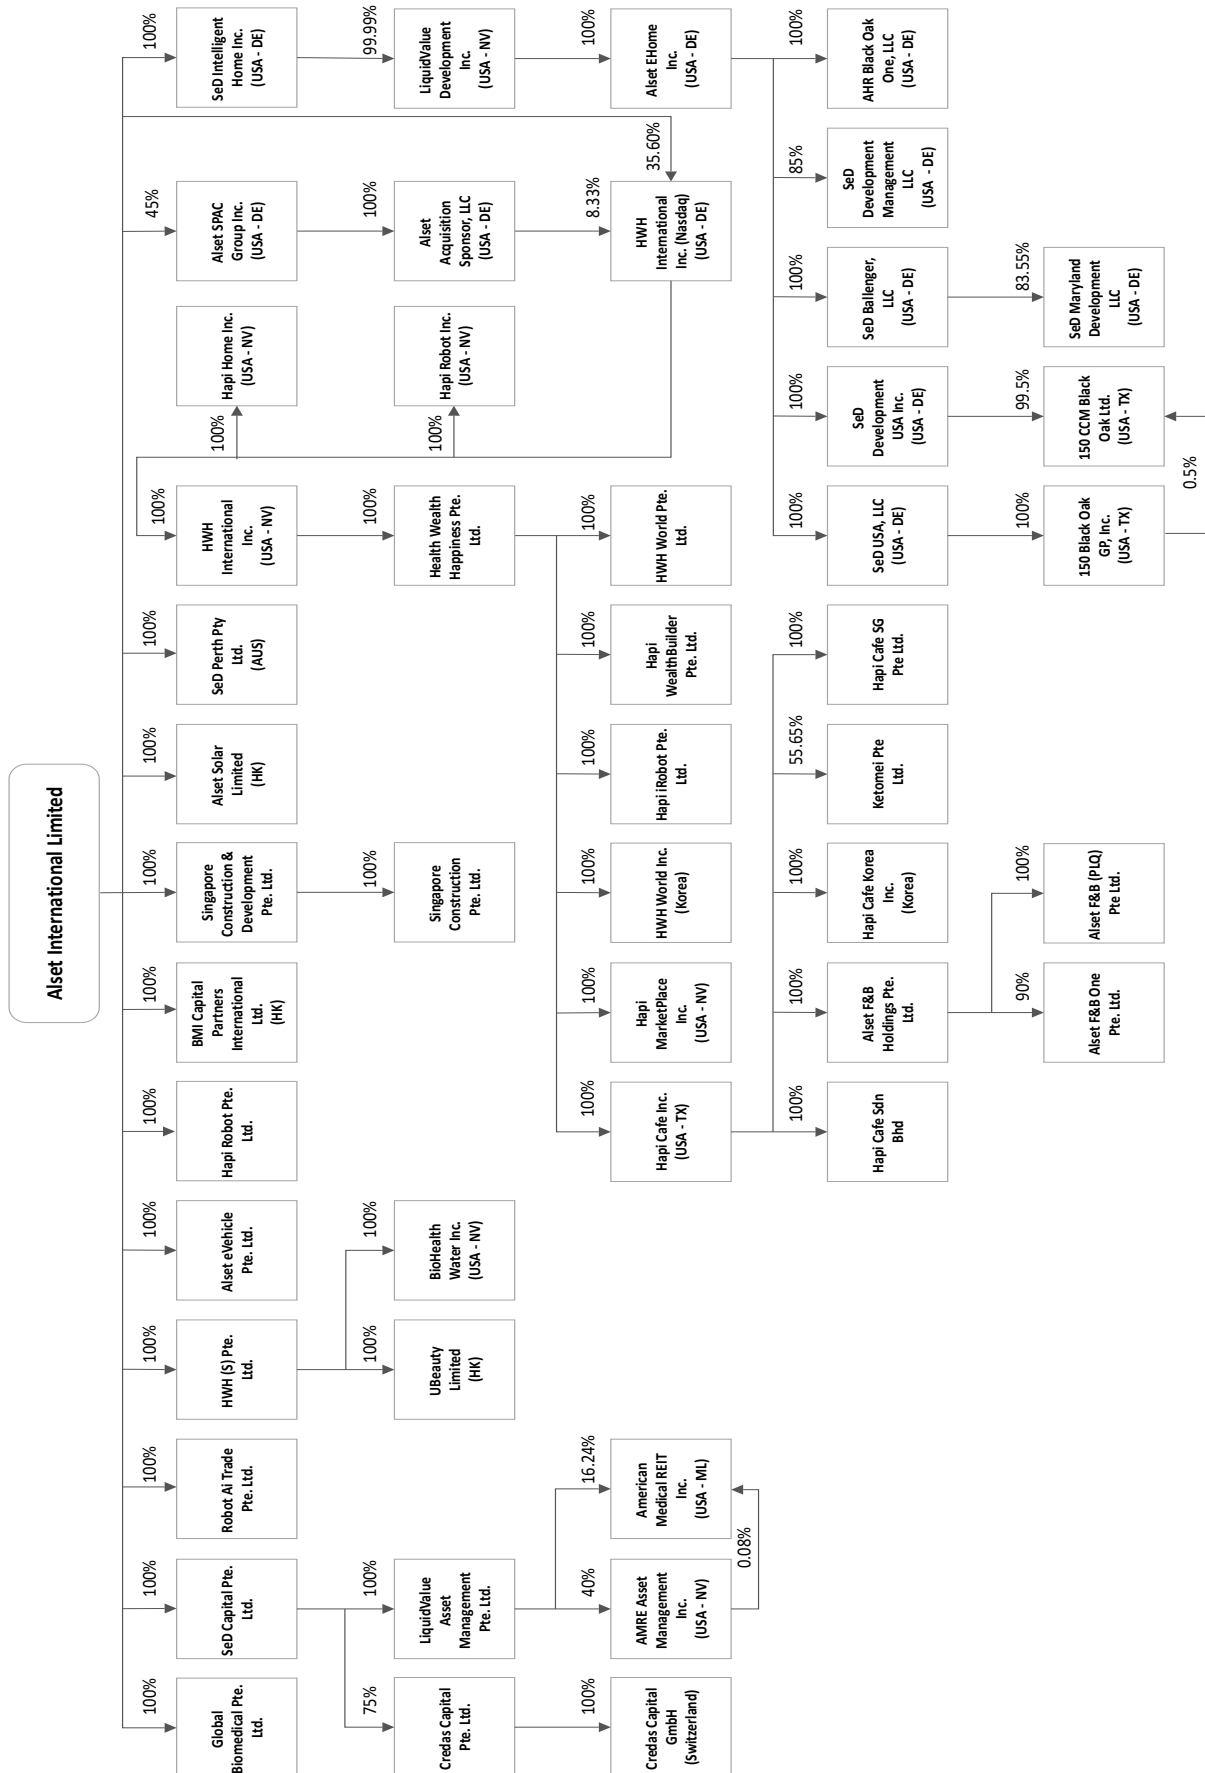 Alset International Limited
100%
100%
100%
100%
100%
100%
100%
100%
100%
100%
100%
45%
100%
Global
Biomedical Pte.
Ltd.
SeD Capital Pte.
Ltd.
Robot Ai Trade
Pte. Ltd.
HWH (S) Pte.
Ltd.
Alset eVehicle
Pte. Ltd.
Hapi Robot Pte.
Ltd.
BMI Capital
Partners
International
Ltd.
(HK)
Singapore
Construction &
Development
Pte. Ltd.
Alset Solar
Limited
(HK)
SeD Perth Pty
Ltd.
(AUS)
HWH
International
Inc.
(USA - NV)
100%
Hapi Home Inc.
(USA - NV)
Alset SPAC
Group Inc.
(USA - DE)
SeD Intelligent
Home Inc.
(USA - DE)
75%
100%
100%
100%
100%
100%
100%
100%
99.99%
Credas Capital
Pte. Ltd.
LiquidValue
Asset
Management
Pte. Ltd.
UBeauty
Limited
(HK)
BioHealth
Water Inc.
(USA - NV)
Singapore
Construction
Pte. Ltd.
Health Wealth
Happiness Pte.
Ltd.
Hapi Robot Inc.
(USA - NV)
Alset
Acquisition
Sponsor, LLC
(USA - DE)
LiquidValue
Development
Inc.
(USA - NV)
100%
40%
16.24%
100%
100%
100%
100%
100%
100%
8.33%
35.60%
100%
Credas Capital
GmbH
(Switzerland)
AMRE Asset
Management
Inc.
(USA - NV)
American
Medical REIT
Inc.
(USA - ML)
0.08%
Hapi Cafe Inc.
(USA - TX)
Hapi
MarketPlace
Inc.
(USA - NV)
HWH World Inc.
(Korea)
Hapi iRobot Pte.
Ltd.
Hapi
WealthBuilder
Pte. Ltd.
HWH World Pte.
Ltd.
HWH
International
Inc. (Nasdaq)
(USA - DE)
Alset EHome
Inc.
(USA - DE)
100%
100%
100%
55.65%
100%
100%
100%
100%
85%
100%
Hapi Cafe Sdn
Bhd
Alset F&B
Holdings Pte.
Ltd.
Hapi Cafe Korea
Inc.
(Korea)
Ketomei Pte
Ltd.
Hapi Cafe SG
Pte Ltd.
SeD USA, LLC
(USA - DE)
SeD
Development
USA Inc.
(USA - DE)
SeD Ballenger,
LLC
(USA - DE)
SeD
Development
Management
LLC
(USA - DE)
AHR Black Oak
One, LLC
(USA - DE)
90%
100%
100%
99.5%
83.55%
Alset F&B One
Pte. Ltd.
Alset F&B (PLQ)
Pte Ltd.
150 Black Oak
GP, Inc.
(USA - TX)
150 CCM Black
Oak Ltd.
(USA - TX)
SeD Maryland
Development
LLC
(USA - DE)
0.5%